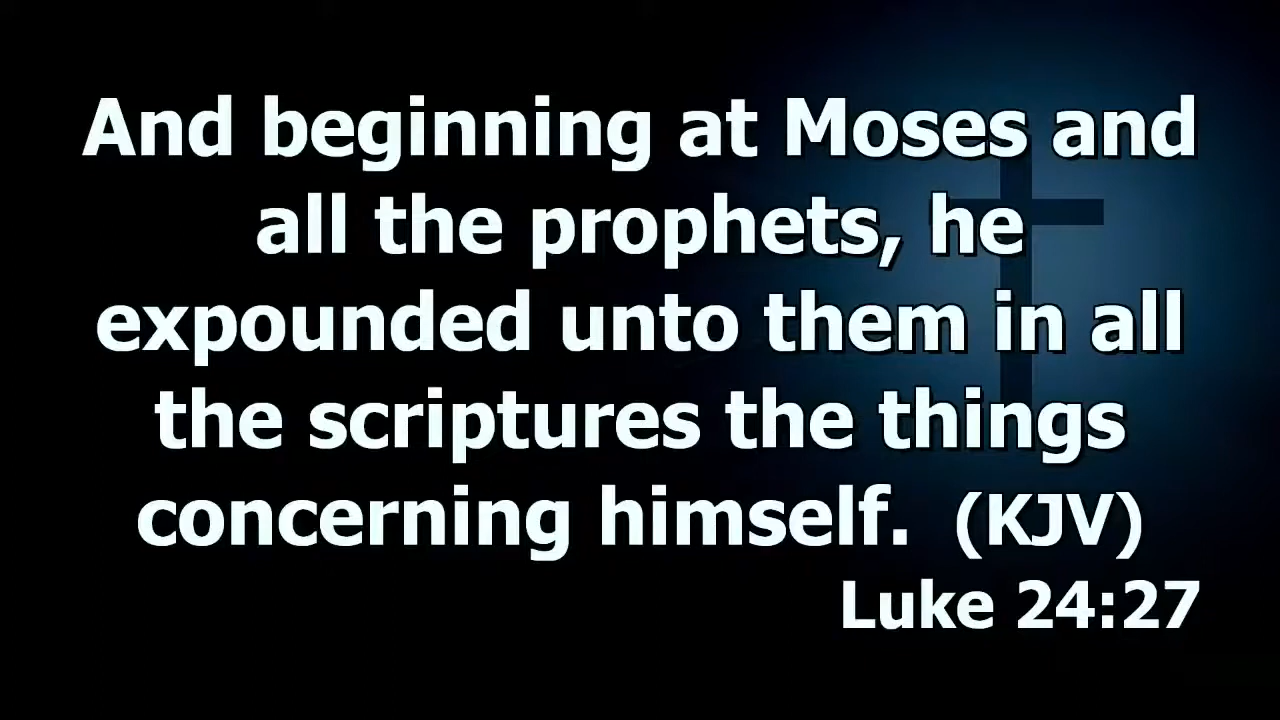 And beginning at Moses and
all the prophets, he
expounded unto them in all
the scriptures the things
concerning himself.  (KJV)
Luke 24:27